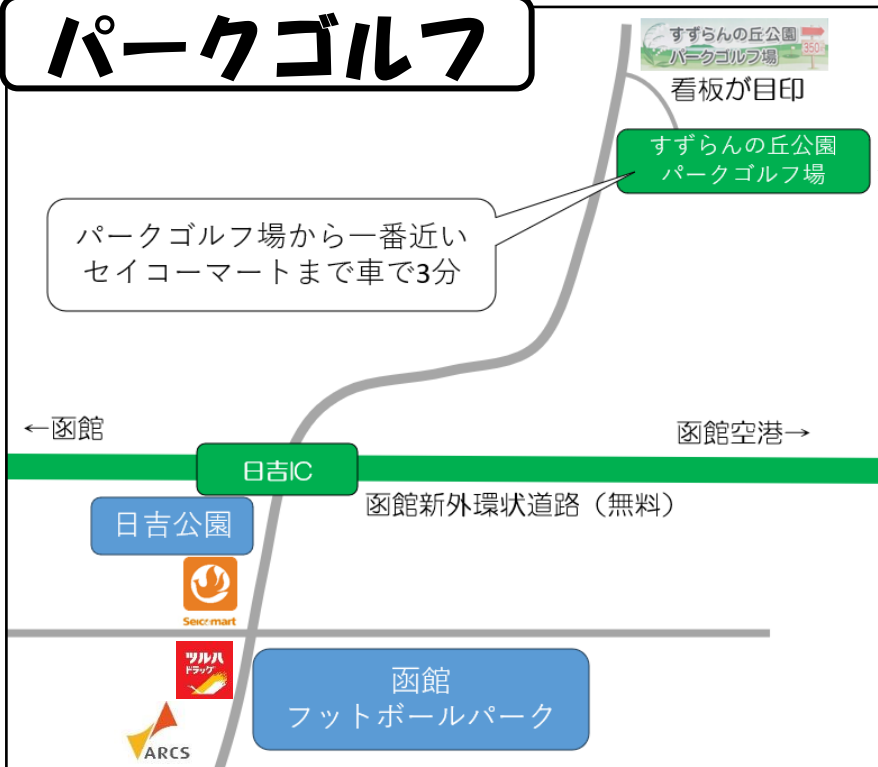 パークゴルフ
すずらんの丘公園
パークゴルフ場
350
看板が目印
すずらんの丘公園
パークゴルフ場
パークゴルフ場から一番近い
セイコーマートまで車で3分
←函館
函館空港→
日吉IC
函館新外環状道路（無料）
日吉公園
Seicomart
ツルハ
ドラッグ
函館
フットボールパーク
ARCS